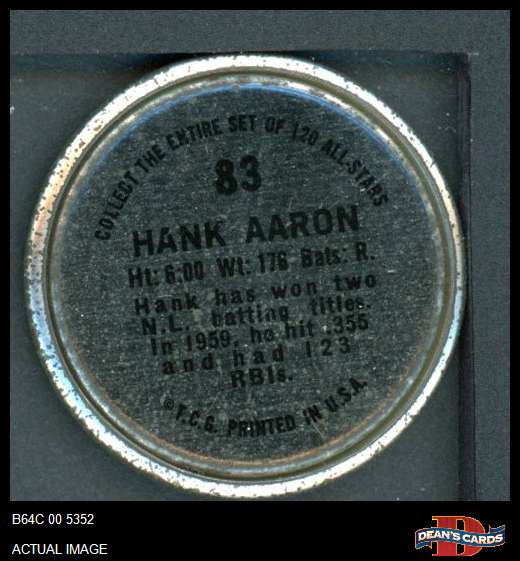 COLLECT THE ENTIRE SET OF 120 ALL-STARS
83
HANK AARON
Ht: 6:00 Wt: 176 Bats: R.
Hank has won two
N.L. batting titles.
In 1959, he hit .355
and had 123
RBIs.
© T.C.G. PRINTED IN U.S.A.
B64C 00 5352
ACTUAL IMAGE
D
DEAN'S CARDS